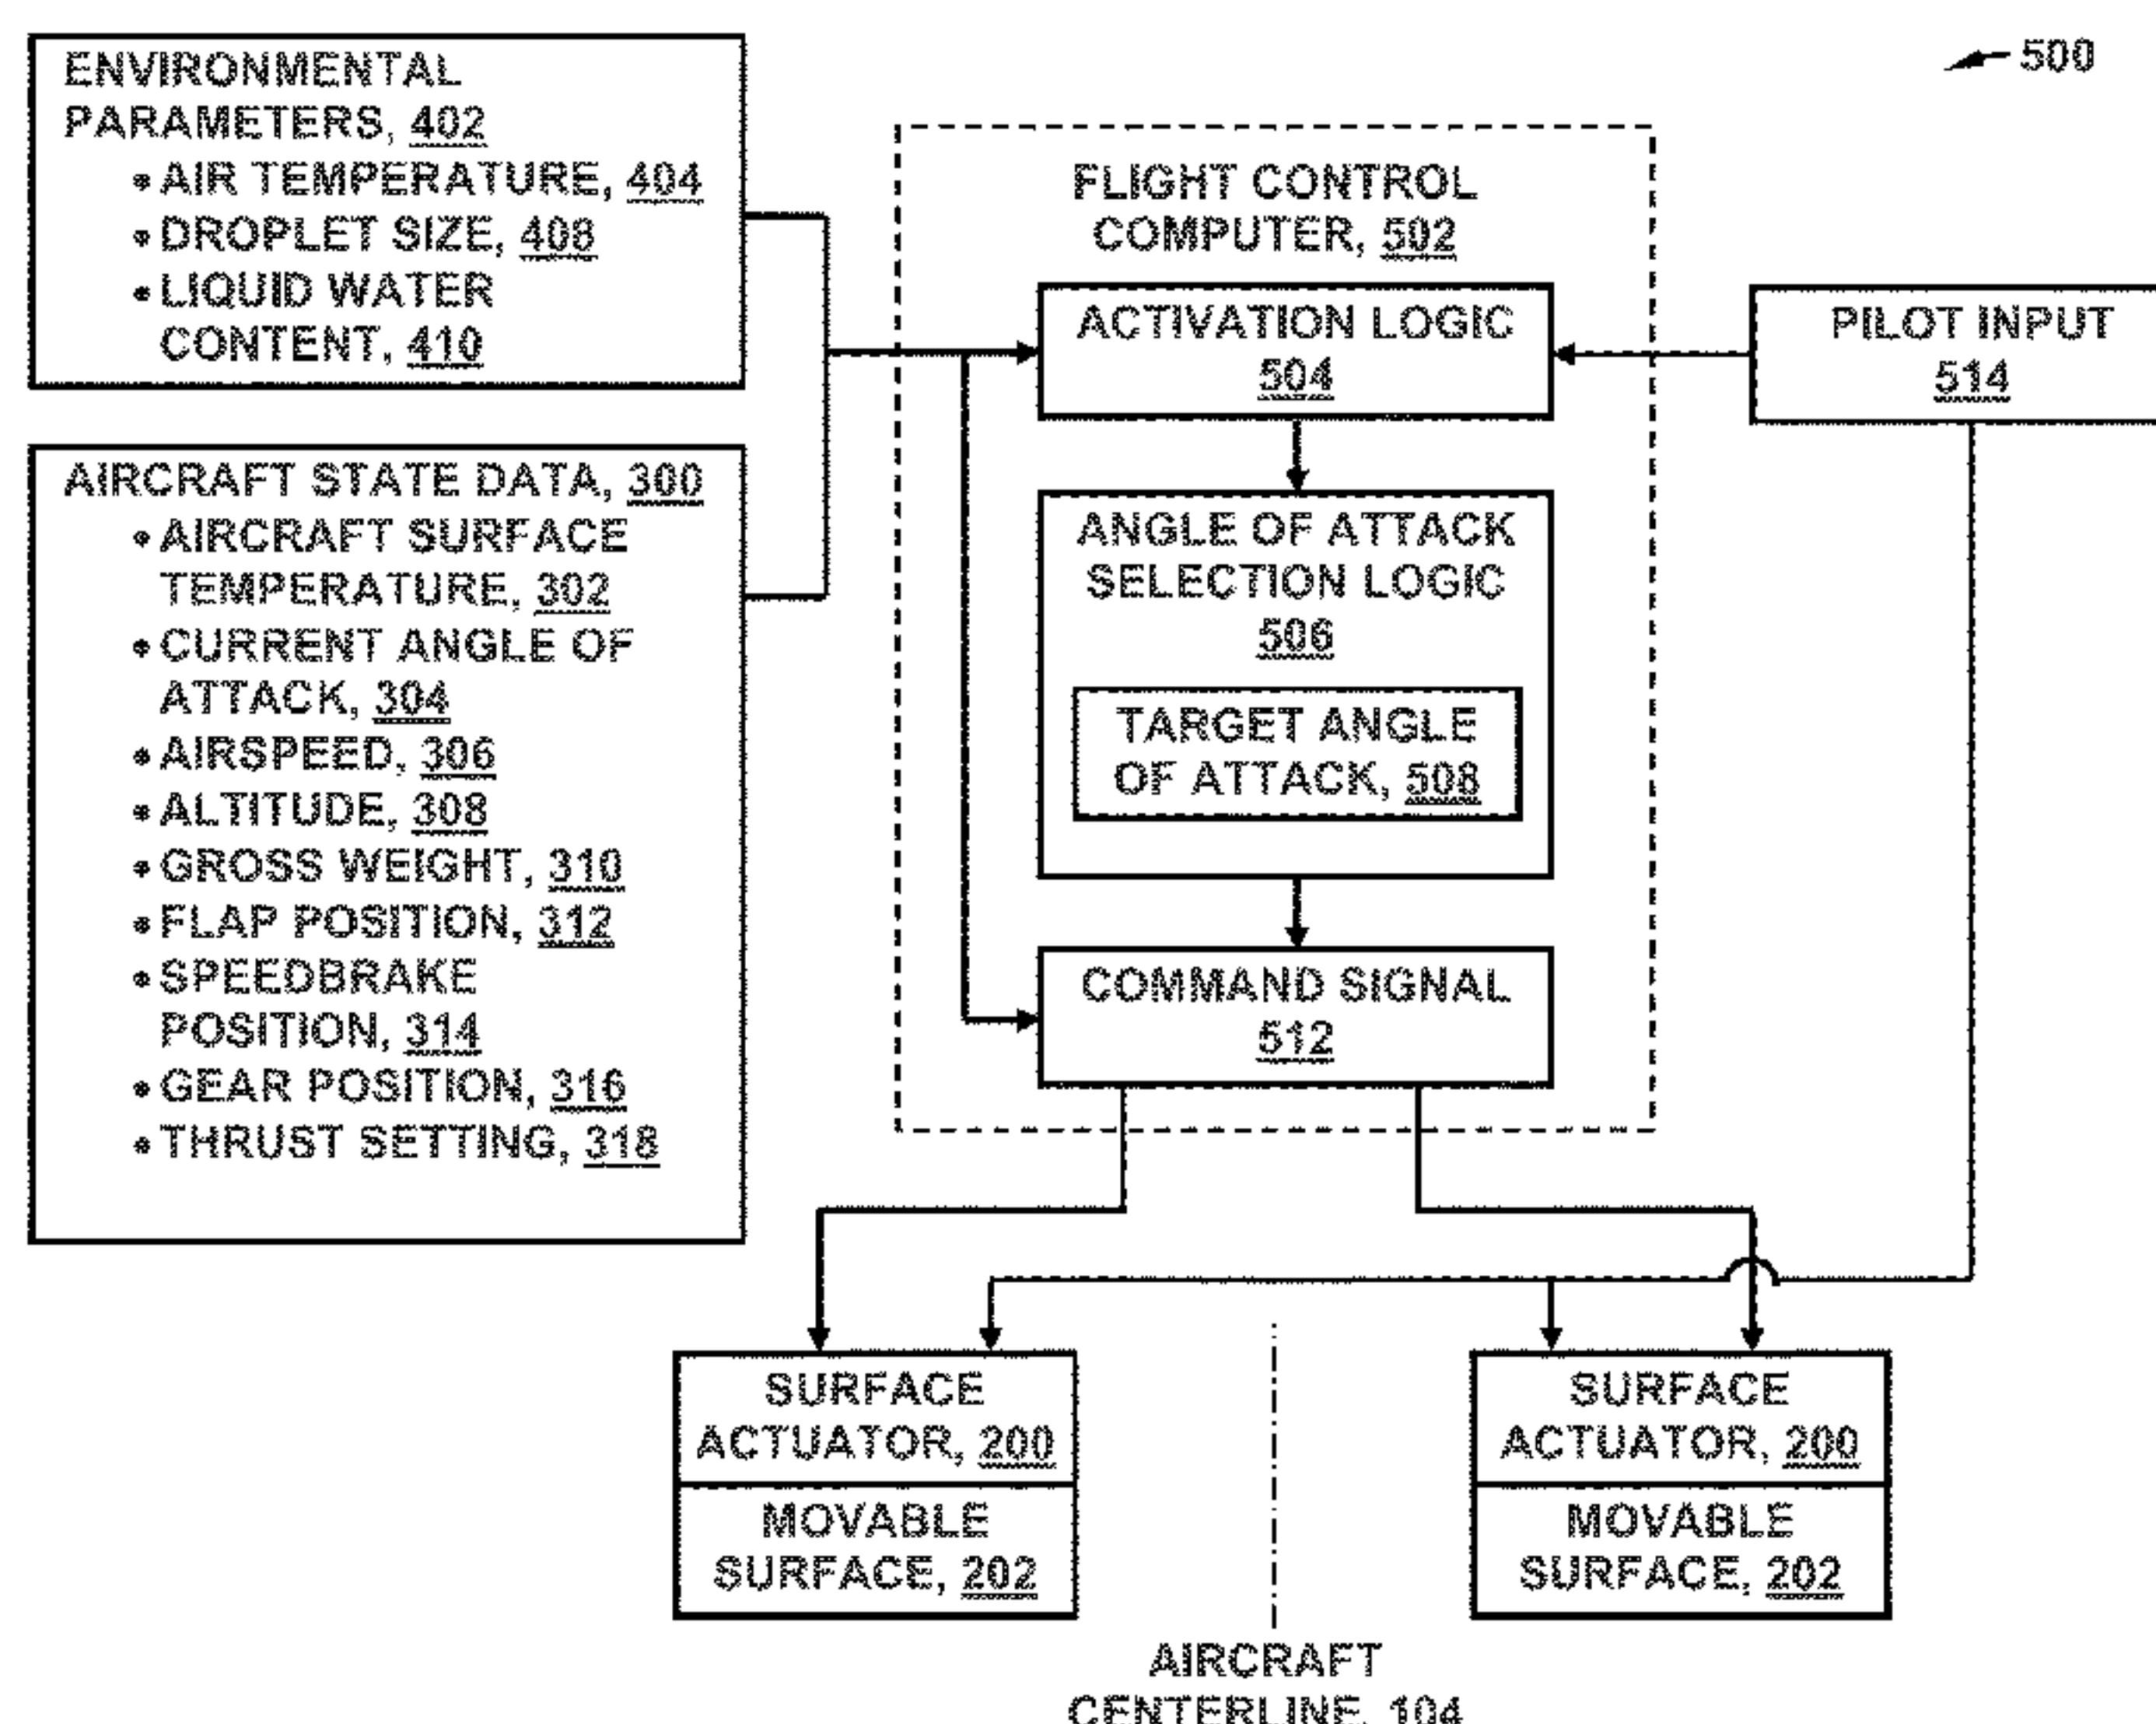 500
ENVIRONMENTAL
PARAMETERS, 402
• AIR TEMPERATURE, 404
• DROPLET SIZE, 408
• LIQUID WATER
CONTENT, 410
AIRCRAFT STATE DATA, 300
• AIRCRAFT SURFACE
TEMPERATURE, 302
• CURRENT ANGLE OF
ATTACK, 304
• AIRSPEED, 306
• ALTITUDE, 308
• GROSS WEIGHT, 310
• FLAP POSITION, 312
• SPEEDBRAKE
POSITION, 314
• GEAR POSITION, 316
• THRUST SETTING, 318
FLIGHT CONTROL
COMPUTER, 502
ACTIVATION LOGIC
504
ANGLE OF ATTACK
SELECTION LOGIC
506
TARGET ANGLE
OF ATTACK, 508
COMMAND SIGNAL
512
PILOT INPUT
514
SURFACE
ACTUATOR, 200
MOVABLE
SURFACE, 202
SURFACE
ACTUATOR, 200
MOVABLE
SURFACE, 202
AIRCRAFT
CENTERLINE, 104